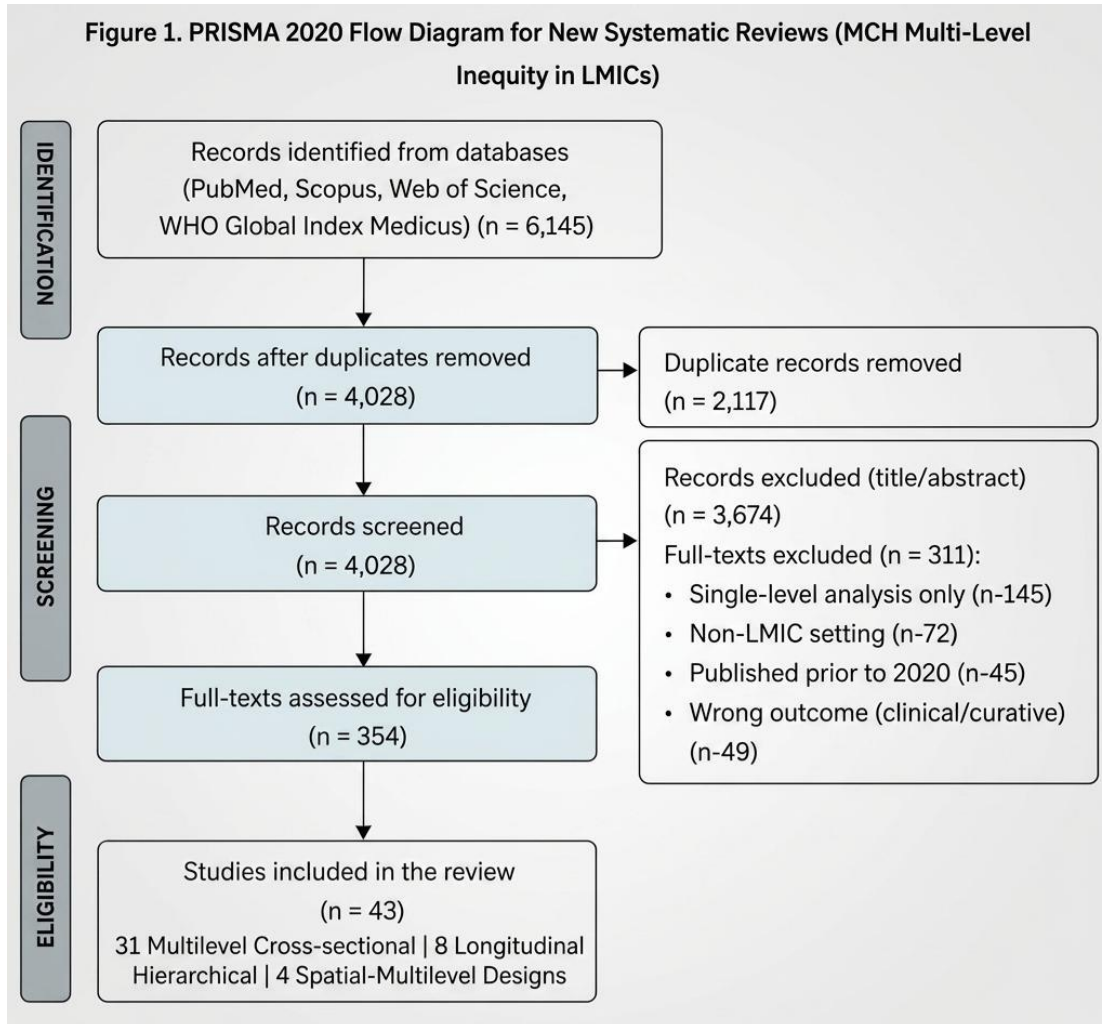 Figure 1. PRISMA 2020 Flow Diagram for New Systematic Reviews (MCH Multi-Level
Inequity in LMICs)
IDENTIFICATION
Records identified from databases
(PubMed, Scopus, Web of Science,
WHO Global Index Medicus) (n = 6,145)
Records after duplicates removed
(n = 4,028)
Duplicate records removed
(n = 2,117)
SCREENING
Records screened
(n = 4,028)
Records excluded (title/abstract)
(n = 3,674)
Full-texts excluded (n = 311):
• Single-level analysis only (n-145)
• Non-LMIC setting (n-72)
• Published prior to 2020 (n-45)
• Wrong outcome (clinical/curative)
(n-49)
Full-texts assessed for eligibility
(n = 354)
ELIGIBILITY
Studies included in the review
(n = 43)
31 Multilevel Cross-sectional | 8 Longitudinal
Hierarchical | 4 Spatial-Multilevel Designs